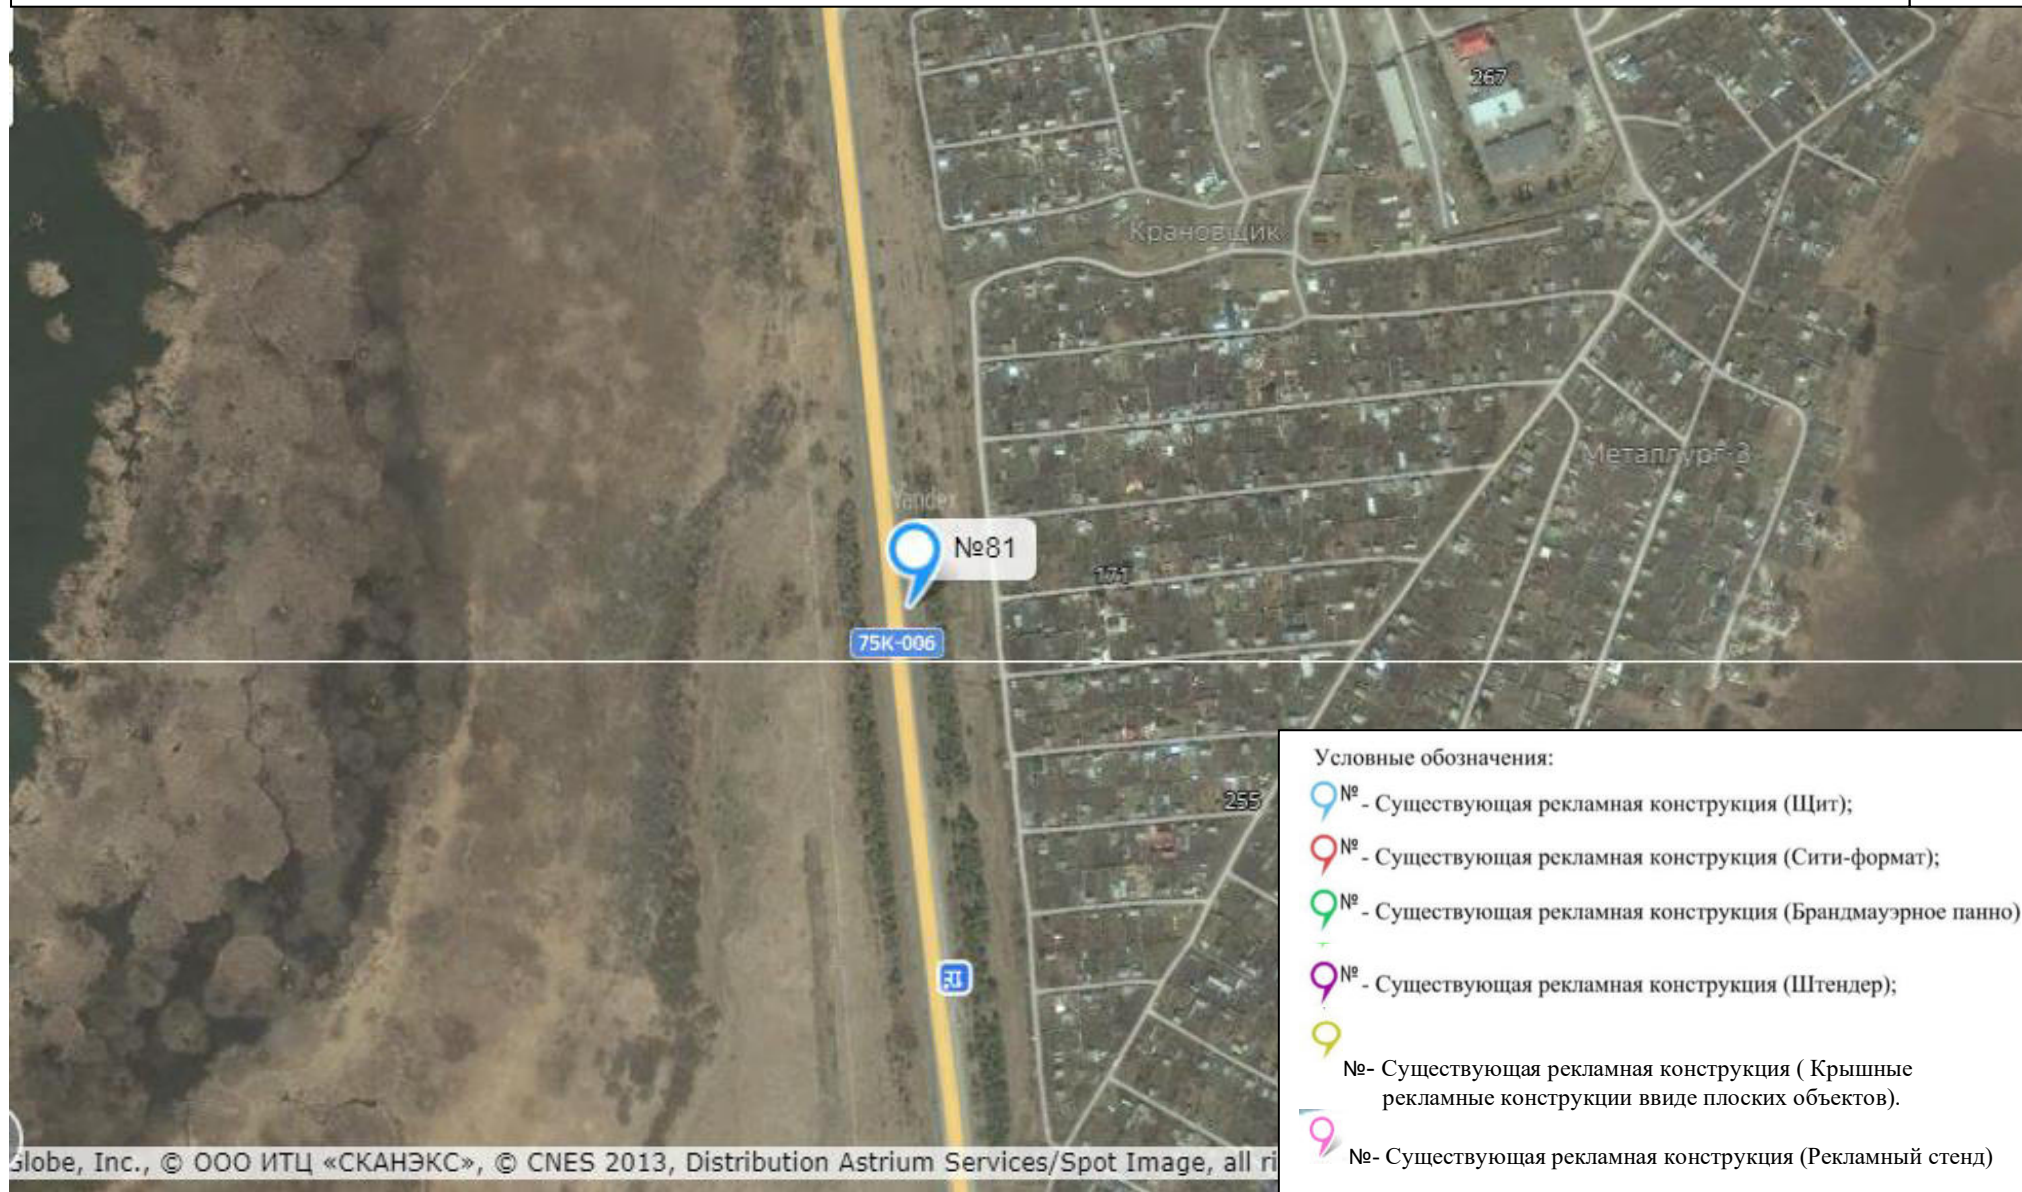 267
Крановщик
Металлург-3
Yandex
№81
171
75К-006
255
Условные обозначения:
№ - Существующая рекламная конструкция (Щит);
№ - Существующая рекламная конструкция (Сити-формат);
№ - Существующая рекламная конструкция (Брандмауэрное панно)
№ - Существующая рекламная конструкция (Штендер);
№- Существующая рекламная конструкция ( Крышные
рекламные конструкции ввиде плоских объектов).
№- Существующая рекламная конструкция (Рекламный стенд)
Globe, Inc., © ООО ИТЦ «СКАНЭКС», © CNES 2013, Distribution Astrium Services/Spot Image, all ri